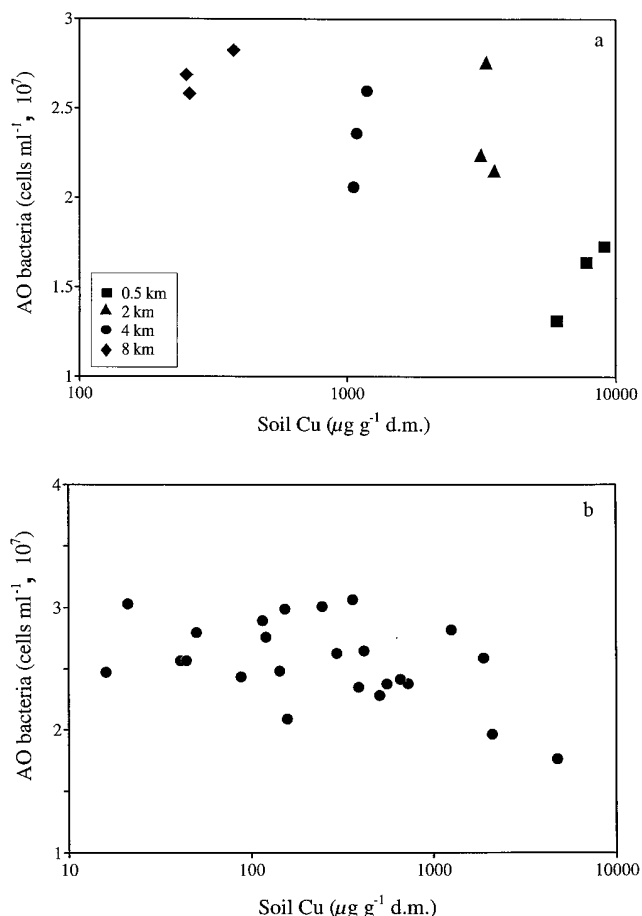 a
3
2.5
2
1.5
1
AO bacteria (cells ml⁻¹, 10⁷)
0.5 km
2 km
4 km
8 km
100
1000
10000
Soil Cu (µg g⁻¹ d.m.)
b
4
3
2
1
AO bacteria (cells ml⁻¹, 10⁷)
10
100
1000
10000
Soil Cu (µg g⁻¹ d.m.)